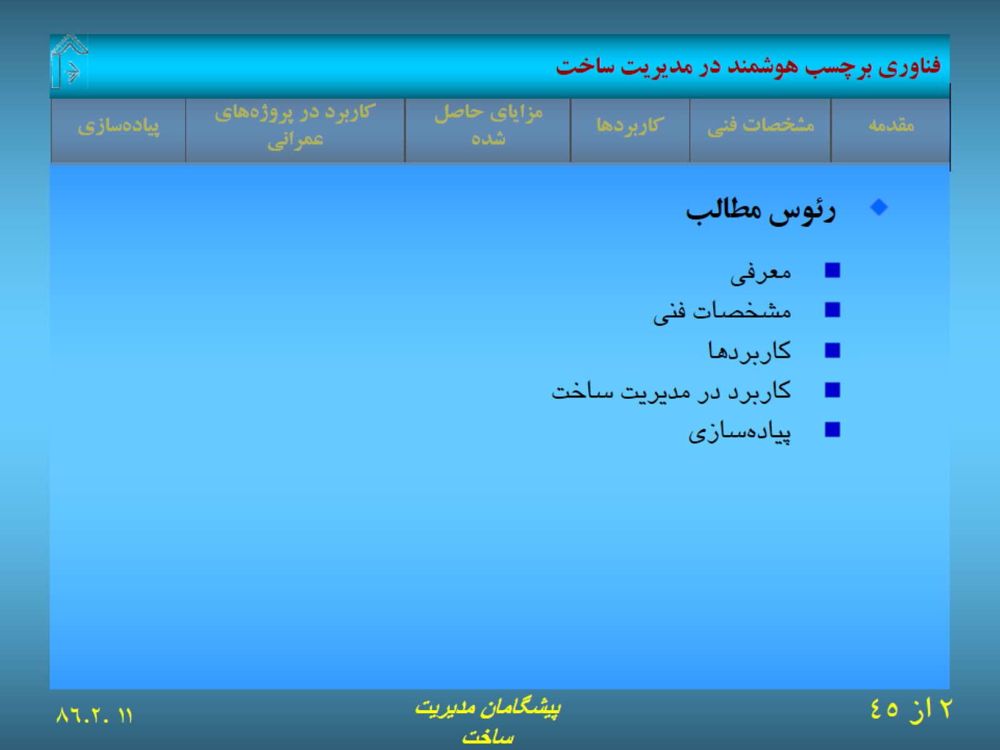 فناوری برچسب هوشمند در مدیریت ساخت
مقدمه
مشخصات فنی
کاربردها
مزایای حاصل
شده
کاربرد در پروژه‌های
عمرانی
پیاده‌سازی
رئوس مطالب
معرفی
مشخصات فنی
کاربردها
کاربرد در مدیریت ساخت
پیاده‌سازی
٢ از ٤٥
پیشگامان مدیریت
ساخت
٨٦.٢. ١١